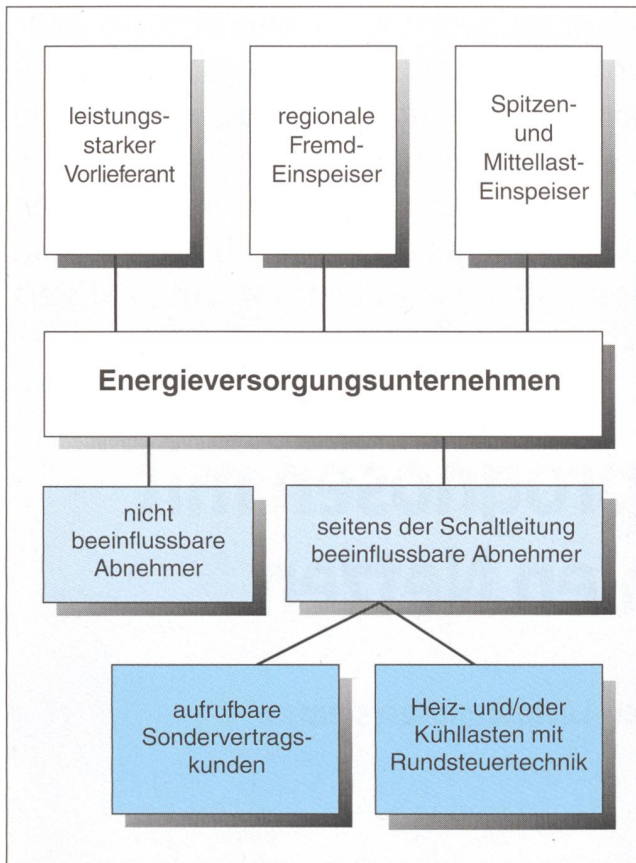 leistungs-
starker
Vorlieferant
regionale
Fremd-
Einspeiser
Spitzen-
und
Mittellast-
Einspeiser
Energieversorgungsunternehmen
nicht
beeinflussbare
Abnehmer
seitens der Schaltleitung
beeinflussbare Abnehmer
aufrufbare
Sondervertrags-
kunden
Heiz- und/oder
Kühllasten mit
Rundsteuertechnik